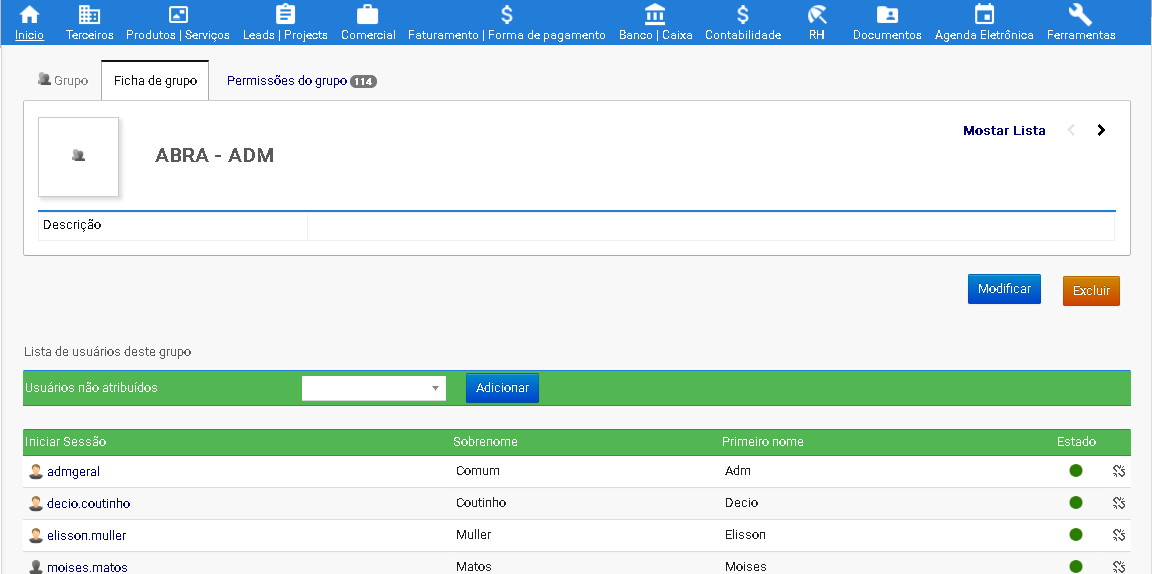 Inicio Terceiros Produtos | Serviços Leads | Projects Comercial Faturamento | Forma de pagamento Banco | Caixa Contabilidade RH Documentos Agenda Eletrônica Ferramentas
Grupo Ficha de grupo Permissões do grupo 114
Mostar Lista
ABRA - ADM
Descrição
Modificar Excluir
Lista de usuários deste grupo
Usuários não atribuídos Adicionar
Iniciar Sessão Sobrenome Primeiro nome Estado
admgeral Comum Adm
decio.coutinho Coutinho Decio
elisson.muller Muller Elisson
moises.matos Matos Moises